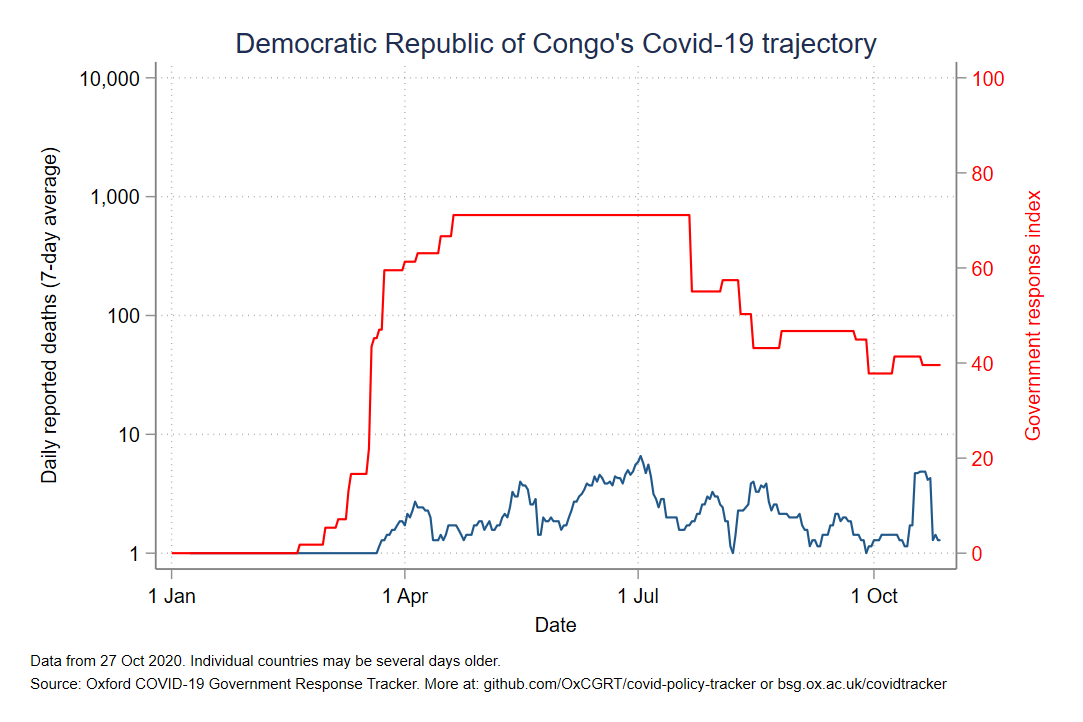 Democratic Republic of Congo's Covid-19 trajectory
10,000
1,000
100
10
1
Daily reported deaths (7-day average)
100
80
60
40
20
0
Government response index
1 Jan
1 Apr
1 Jul
1 Oct
Date
Data from 27 Oct 2020. Individual countries may be several days older.
Source: Oxford COVID-19 Government Response Tracker. More at: github.com/OxCGRT/covid-policy-tracker or bsg.ox.ac.uk/covidtracker